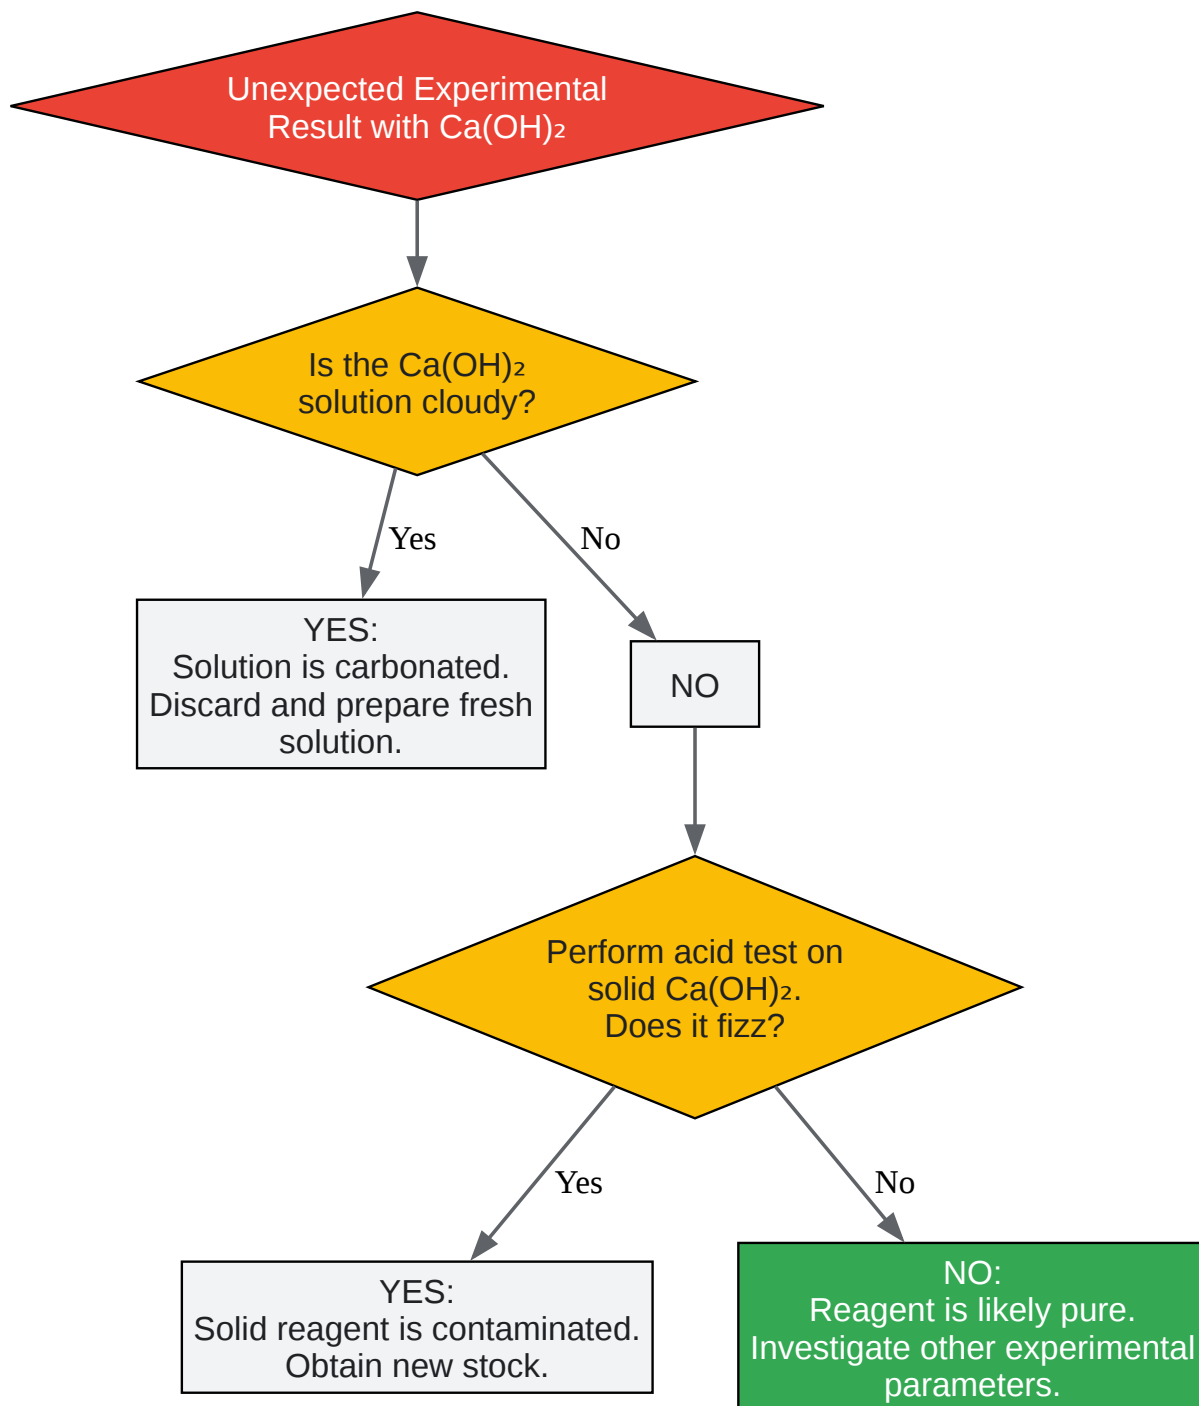 Unexpected Experimental
Result with Ca(OH)₂
Is the Ca(OH)₂
solution cloudy?
Yes
No
YES:
Solution is carbonated.
Discard and prepare fresh
solution.
NO
Perform acid test on
solid Ca(OH)₂.
Does it fizz?
Yes
No
YES:
Solid reagent is contaminated.
Obtain new stock.
NO:
Reagent is likely pure.
Investigate other experimental
parameters.